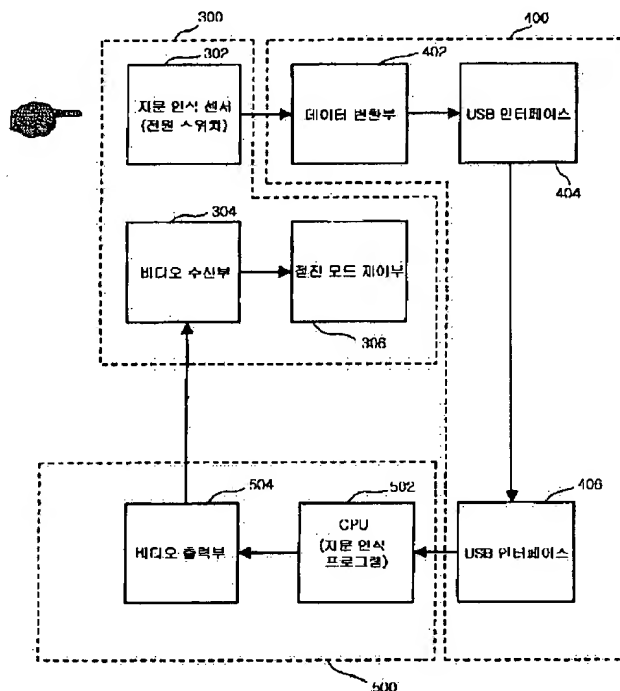 300
400
302
402
지문 인식 센서
(전원 스위치)
데이터 변환부
USB 인터페이스
404
304
비디오 수신부
절전 모드 제어부
306
504
502
406
비디오 출력부
CPU
(지문 인식
프로그램)
USB 인터페이스
500